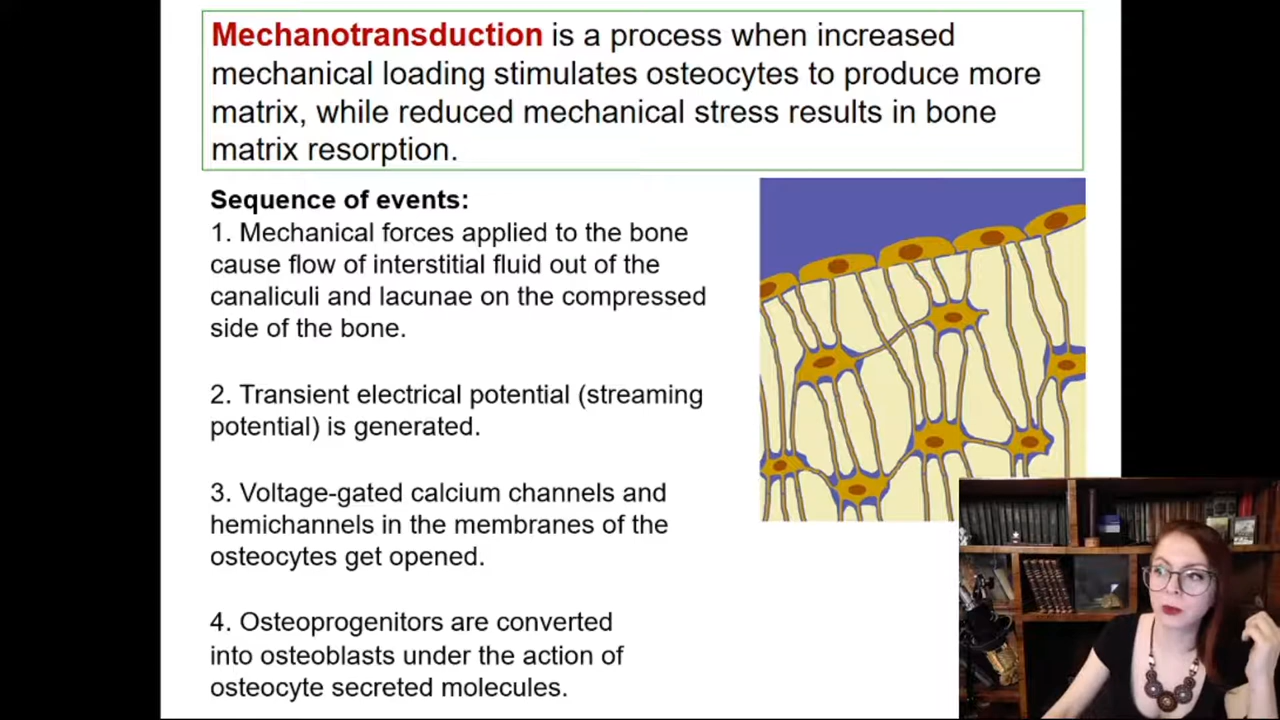 Mechanotransduction is a process when increased
mechanical loading stimulates osteocytes to produce more
matrix, while reduced mechanical stress results in bone
matrix resorption.
Sequence of events:
1. Mechanical forces applied to the bone
cause flow of interstitial fluid out of the
canaliculi and lacunae on the compressed
side of the bone.
2. Transient electrical potential (streaming
potential) is generated.
3. Voltage-gated calcium channels and
hemichannels in the membranes of the
osteocytes get opened.
4. Osteoprogenitors are converted
into osteoblasts under the action of
osteocyte secreted molecules.